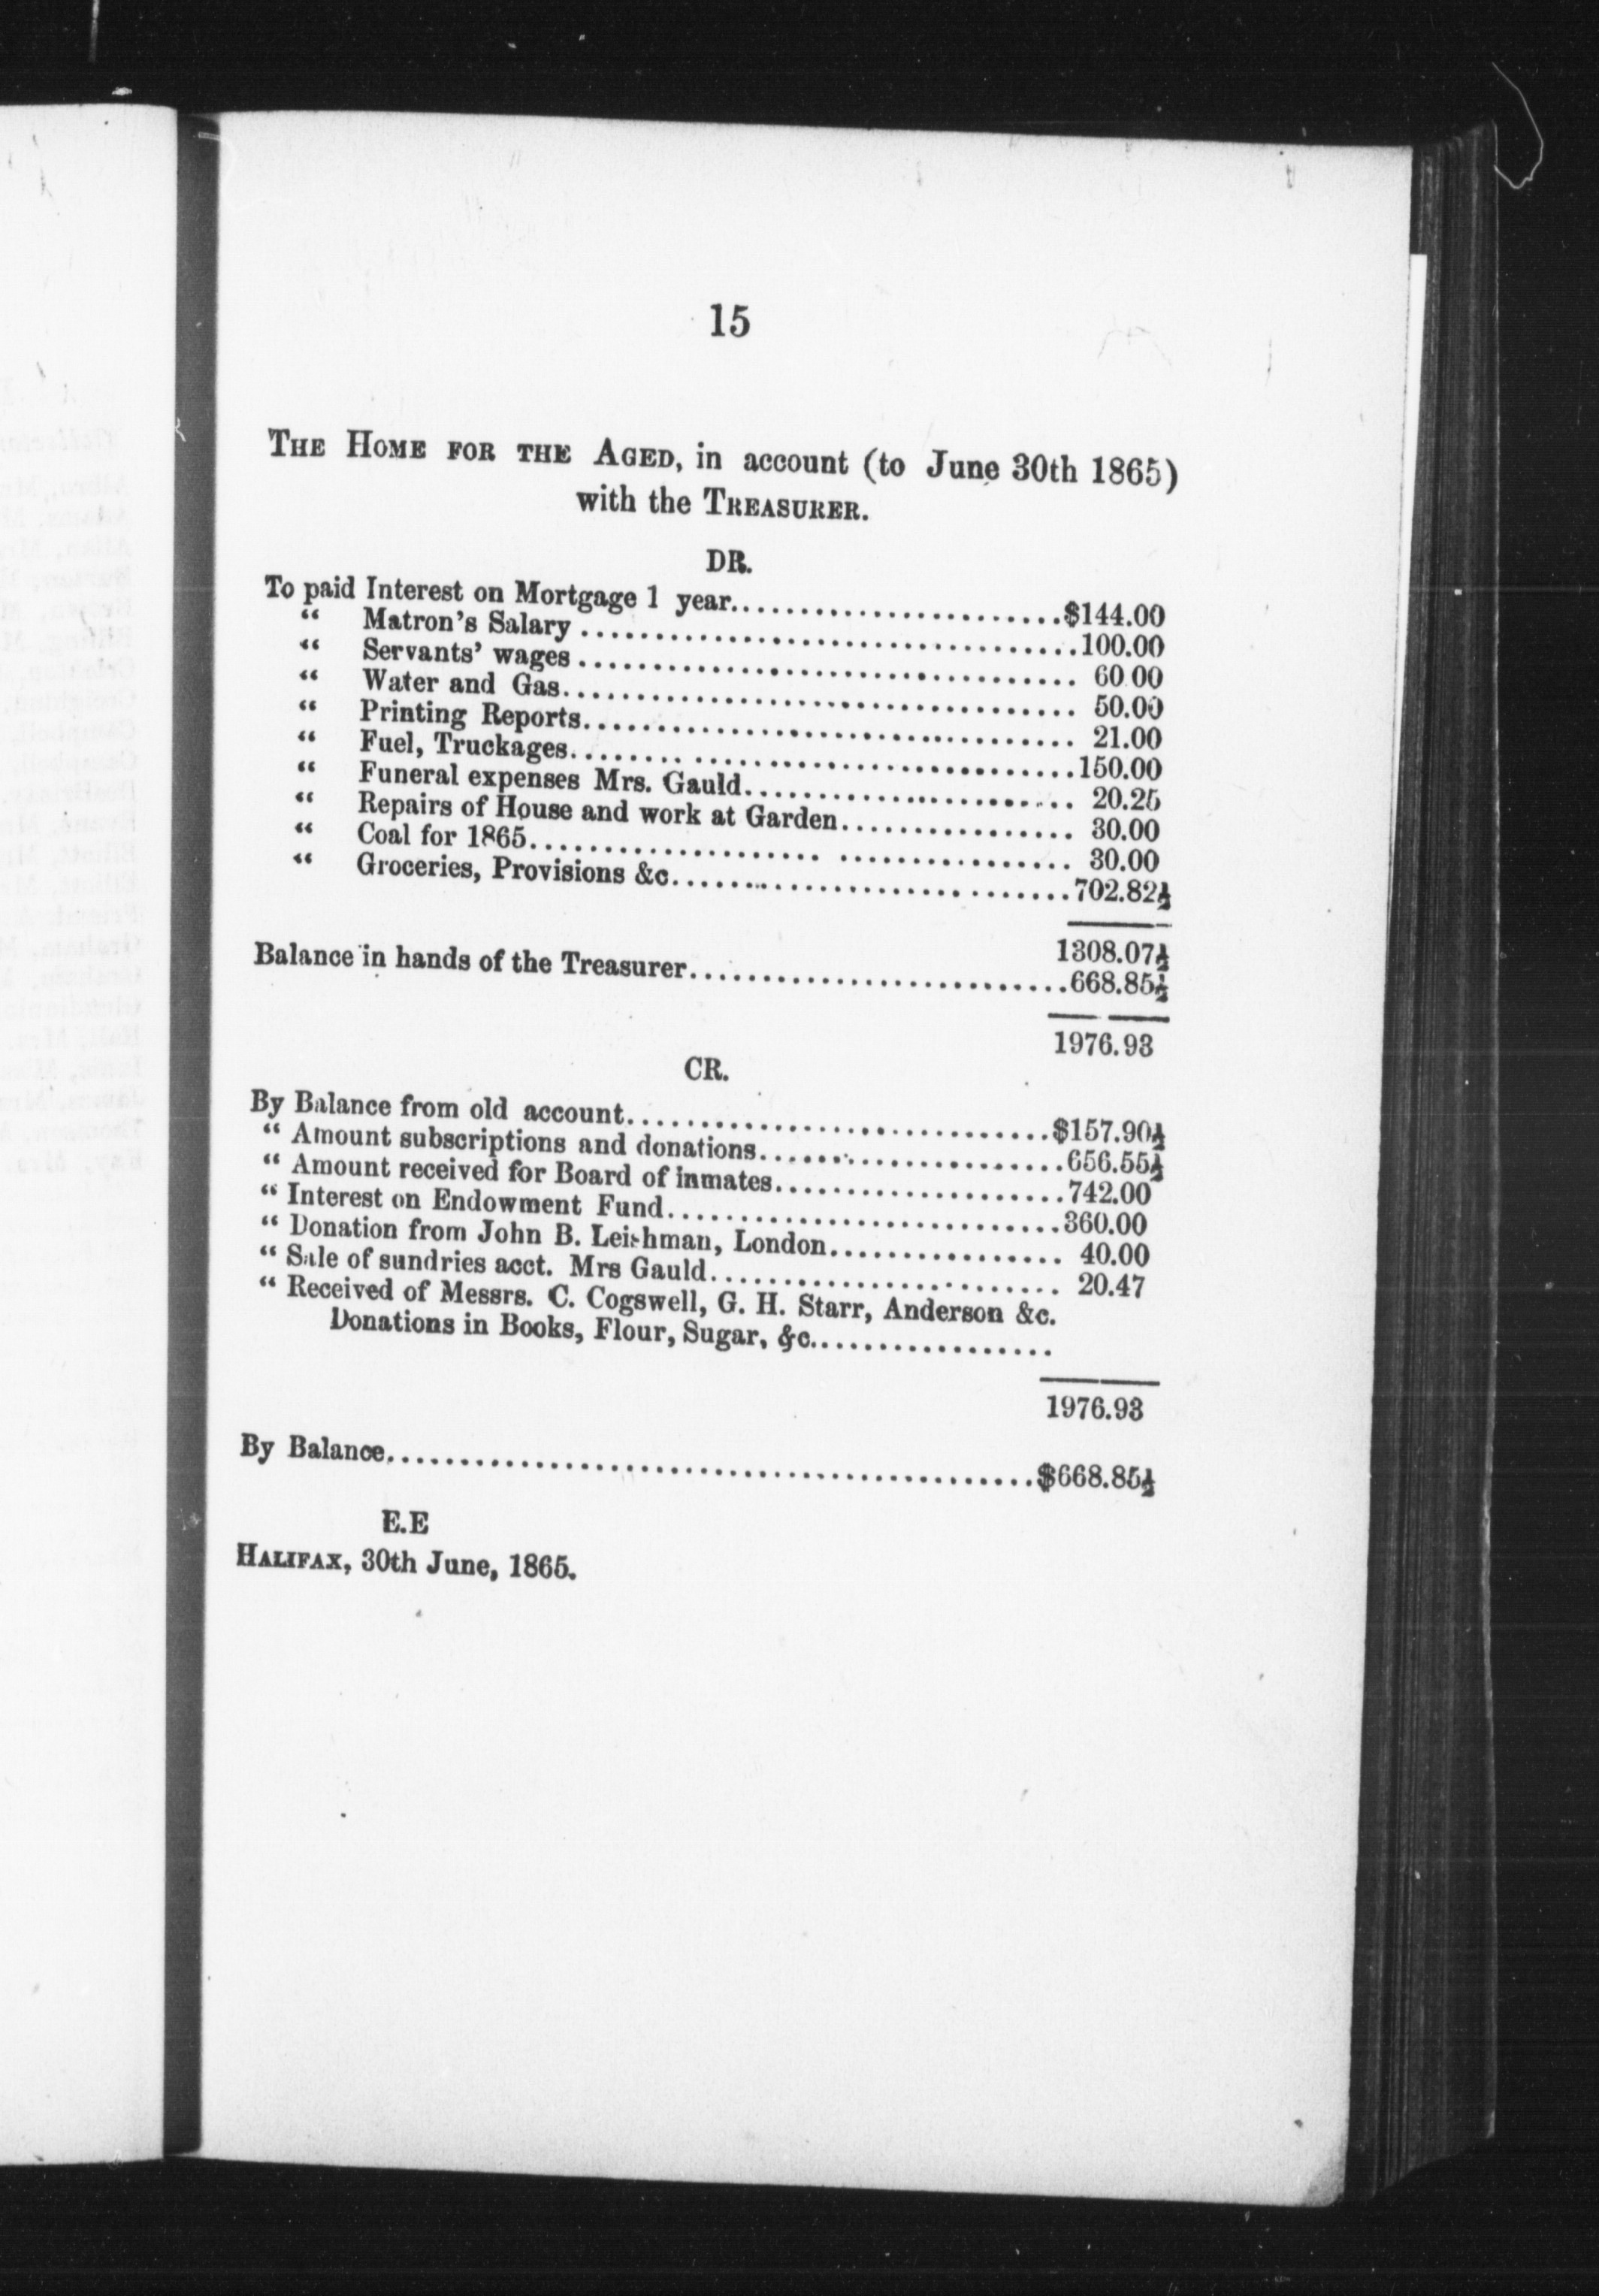 15
THE HOME FOR THE AGED, in account (to June 30th 1865)
with the TREASURER.
DR.
To paid Interest on Mortgage 1 year........................$144.00
“ Matron's Salary ..................................100.00
“ Servants' wages .................................. 60.00
“ Water and Gas.................................... 50.00
“ Printing Reports.................................. 21.00
“ Fuel, Truckages..................................150.00
“ Funeral expenses Mrs. Gauld...................... 20.25
“ Repairs of House and work at Garden................ 30.00
“ Coal for 1865.................................... 30.00
“ Groceries, Provisions &c...........................702.82½
1308.07½
Balance in hands of the Treasurer..........................668.85½
1976.93
CR.
By Balance from old account............................$157.90½
“ Amount subscriptions and donations....................656.55½
“ Amount received for Board of inmates...................742.00
“ Interest on Endowment Fund..........................360.00
“ Donation from John B. Leishman, London................ 40.00
“ Sale of sundries acct. Mrs Gauld........................ 20.47
“ Received of Messrs. C. Cogswell, G. H. Starr, Anderson &c.
Donations in Books, Flour, Sugar, &c.................
1976.93
By Balance............................................$668.85½
E.E
HALIFAX, 30th June, 1865.